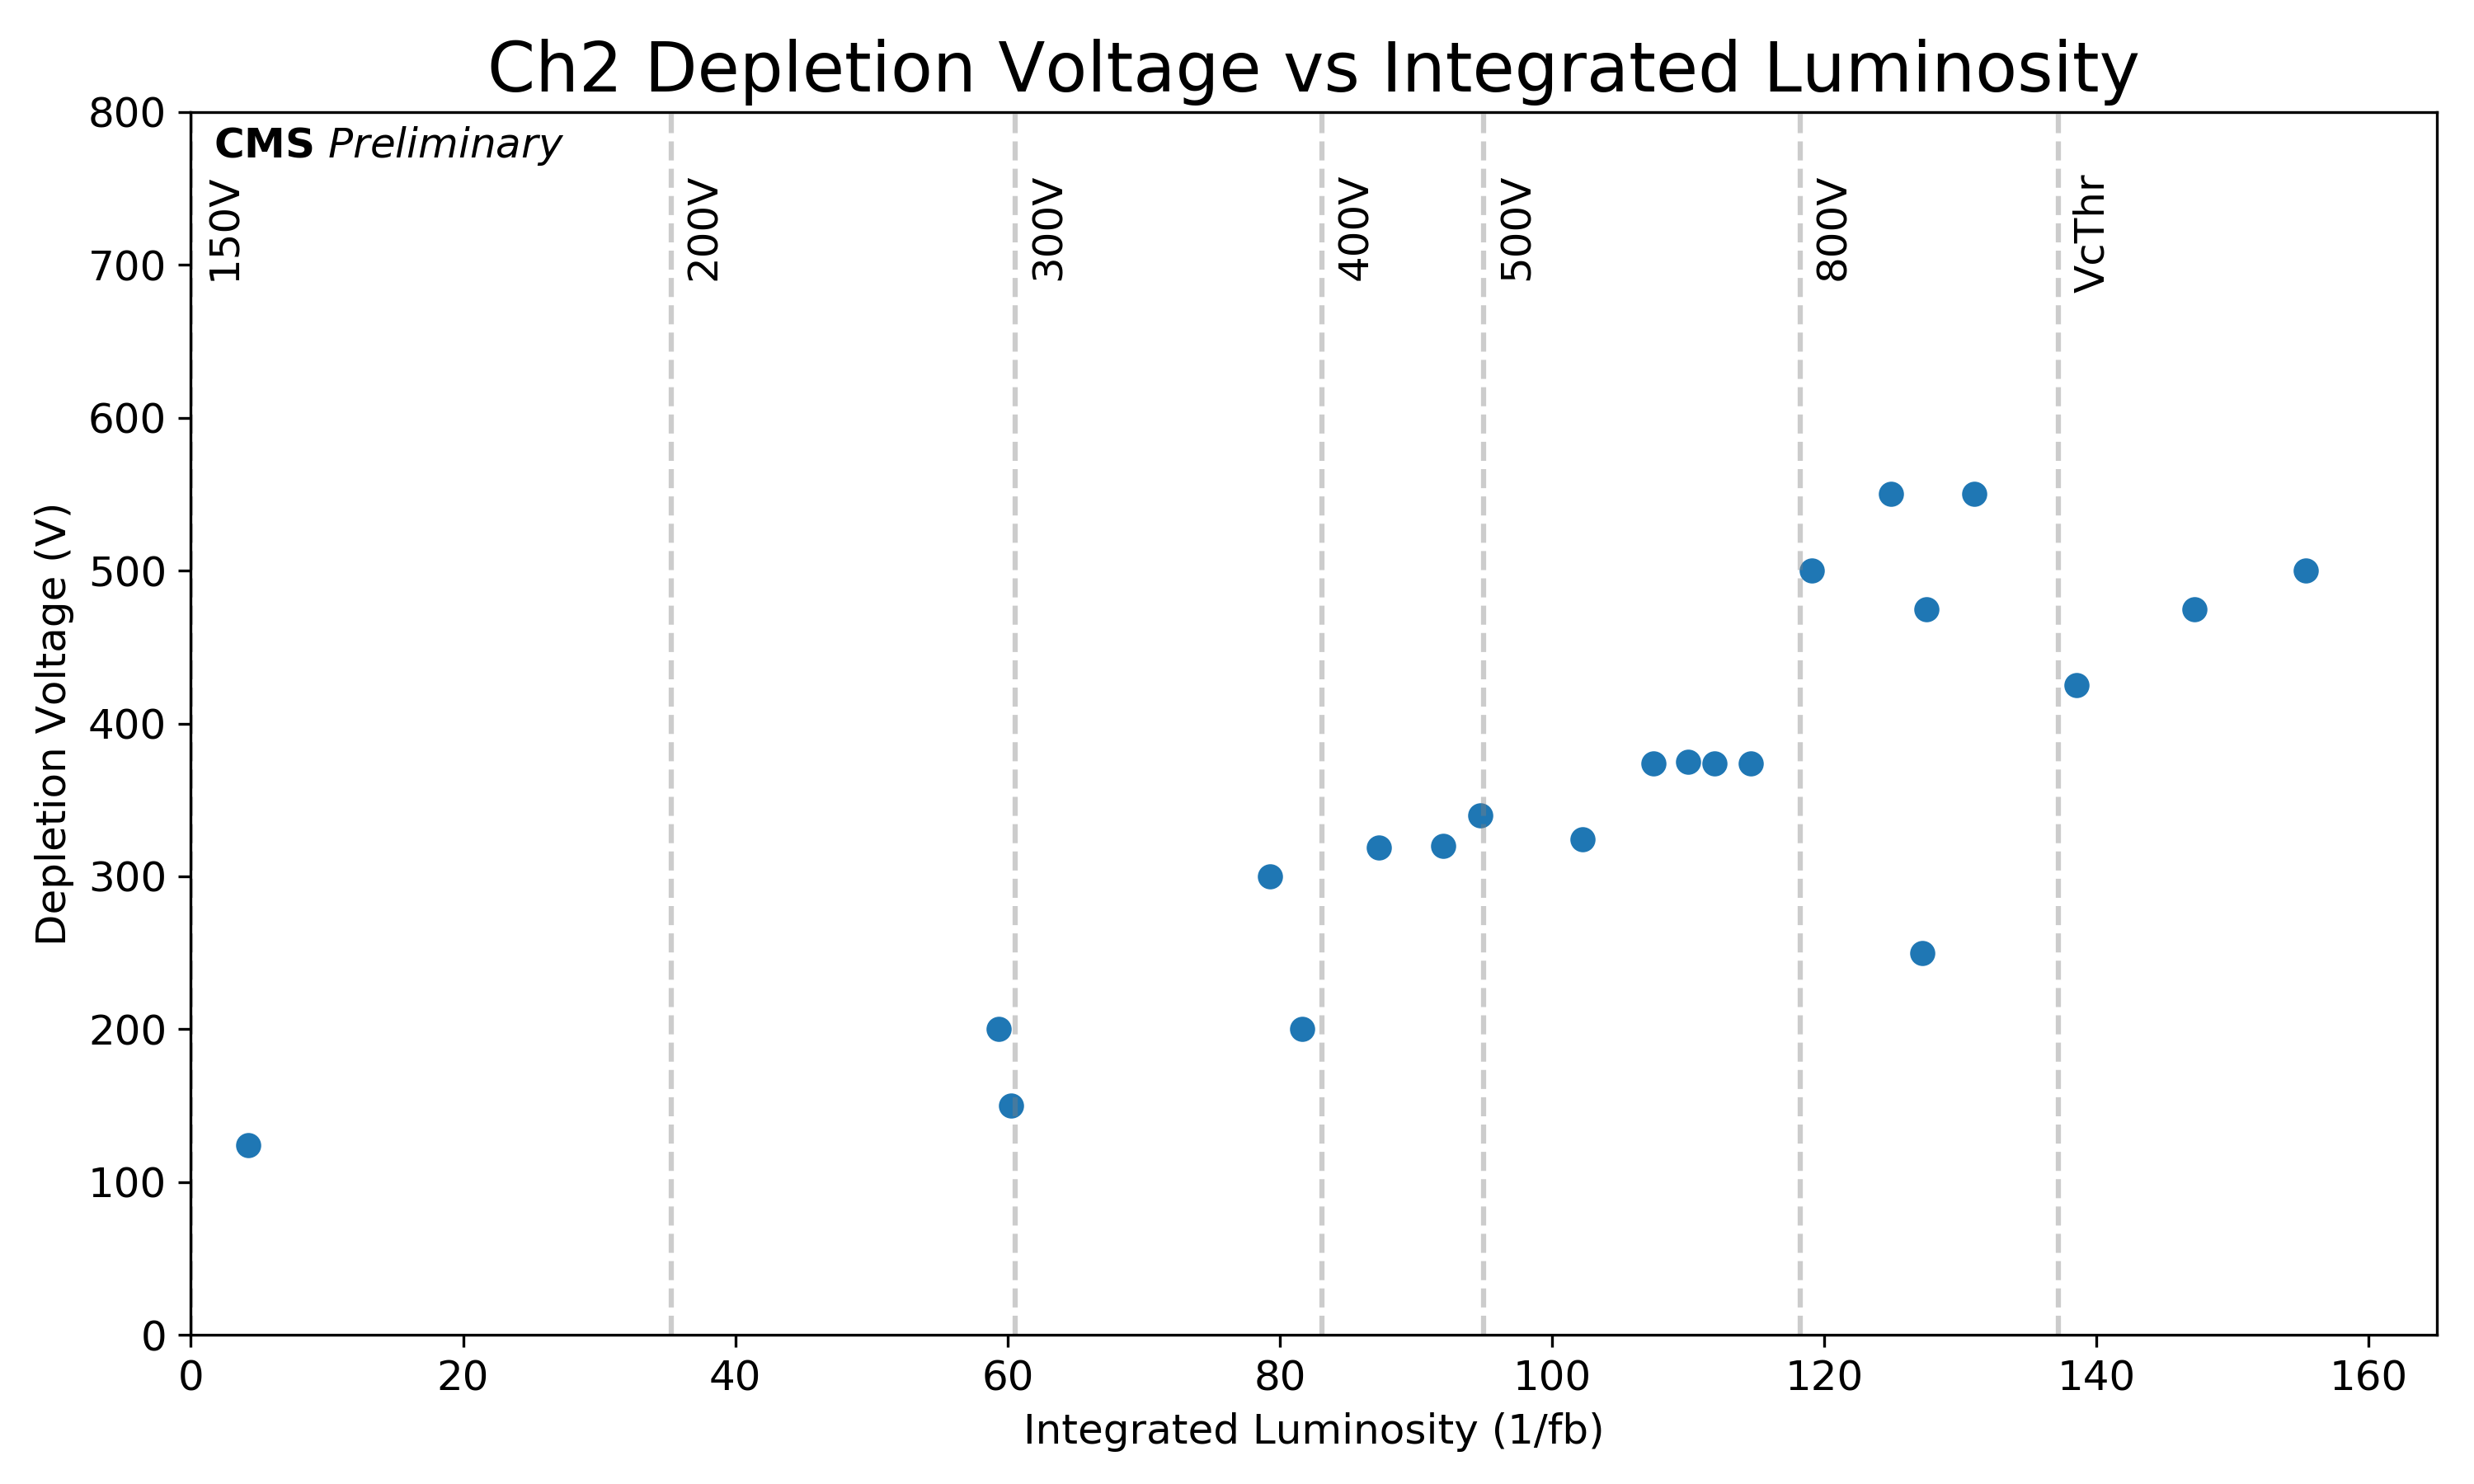 Ch2 Depletion Voltage vs Integrated Luminosity
CMS Preliminary
150V
200V
300V
400V
500V
800V
VcThr
Depletion Voltage (V)
800
700
600
500
400
300
200
100
0
0 20 40 60 80 100 120 140 160
Integrated Luminosity (1/fb)